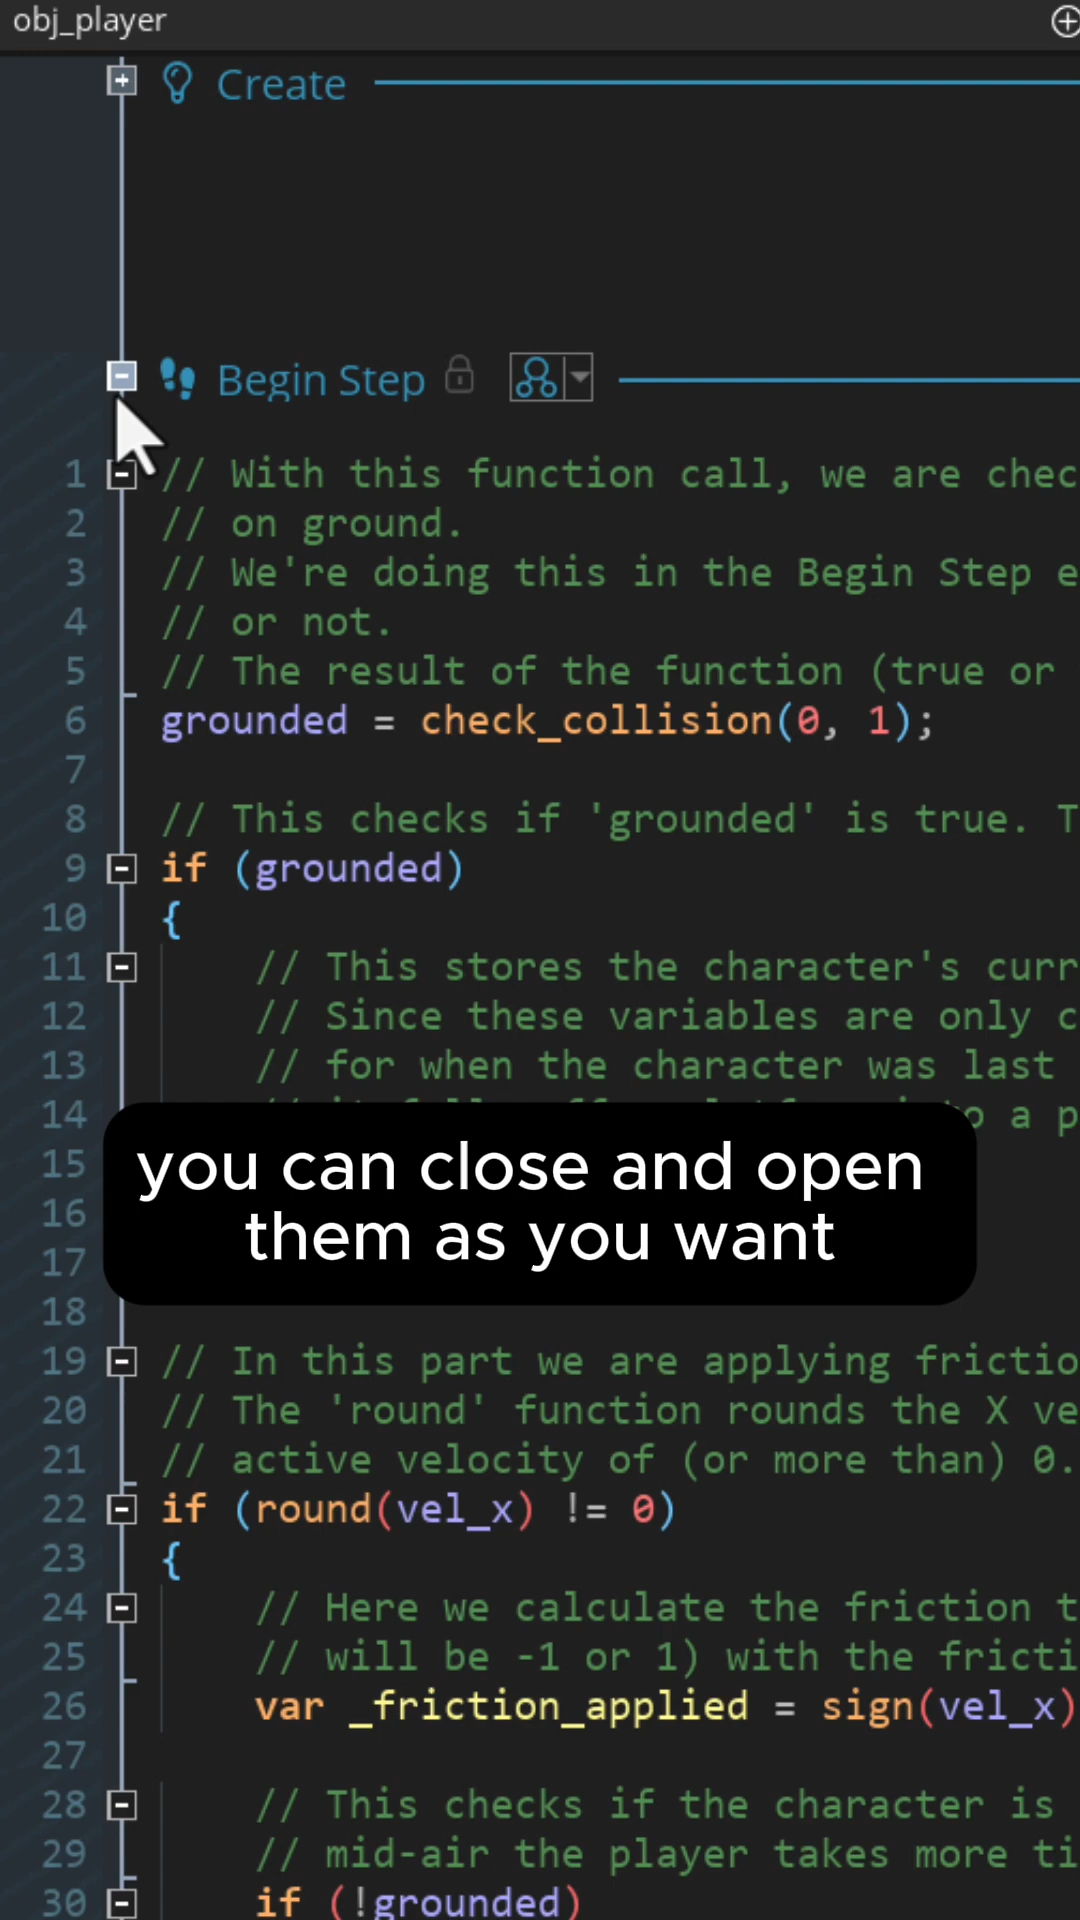 obj_player
Create
Begin Step
1 // With this function call, we are chec
2 // on ground.
3 // We're doing this in the Begin Step e
4 // or not.
5 // The result of the function (true or
6 grounded = check_collision(0, 1);
7
8 // This checks if 'grounded' is true. T
9 if (grounded)
10 {
11 // This stores the character's curr
12 // Since these variables are only c
13 // for when the character was last
14 a p
15
16
17
18
you can close and open
them as you want
19 // In this part we are applying frictio
20 // The 'round' function rounds the X ve
21 // active velocity of (or more than) 0.
22 if (round(vel_x) != 0)
23 {
24 // Here we calculate the friction t
25 // will be -1 or 1) with the fricti
26 var _friction_applied = sign(vel_x)
27
28 // This checks if the character is
29 // mid-air the player takes more ti
30 if (!grounded)